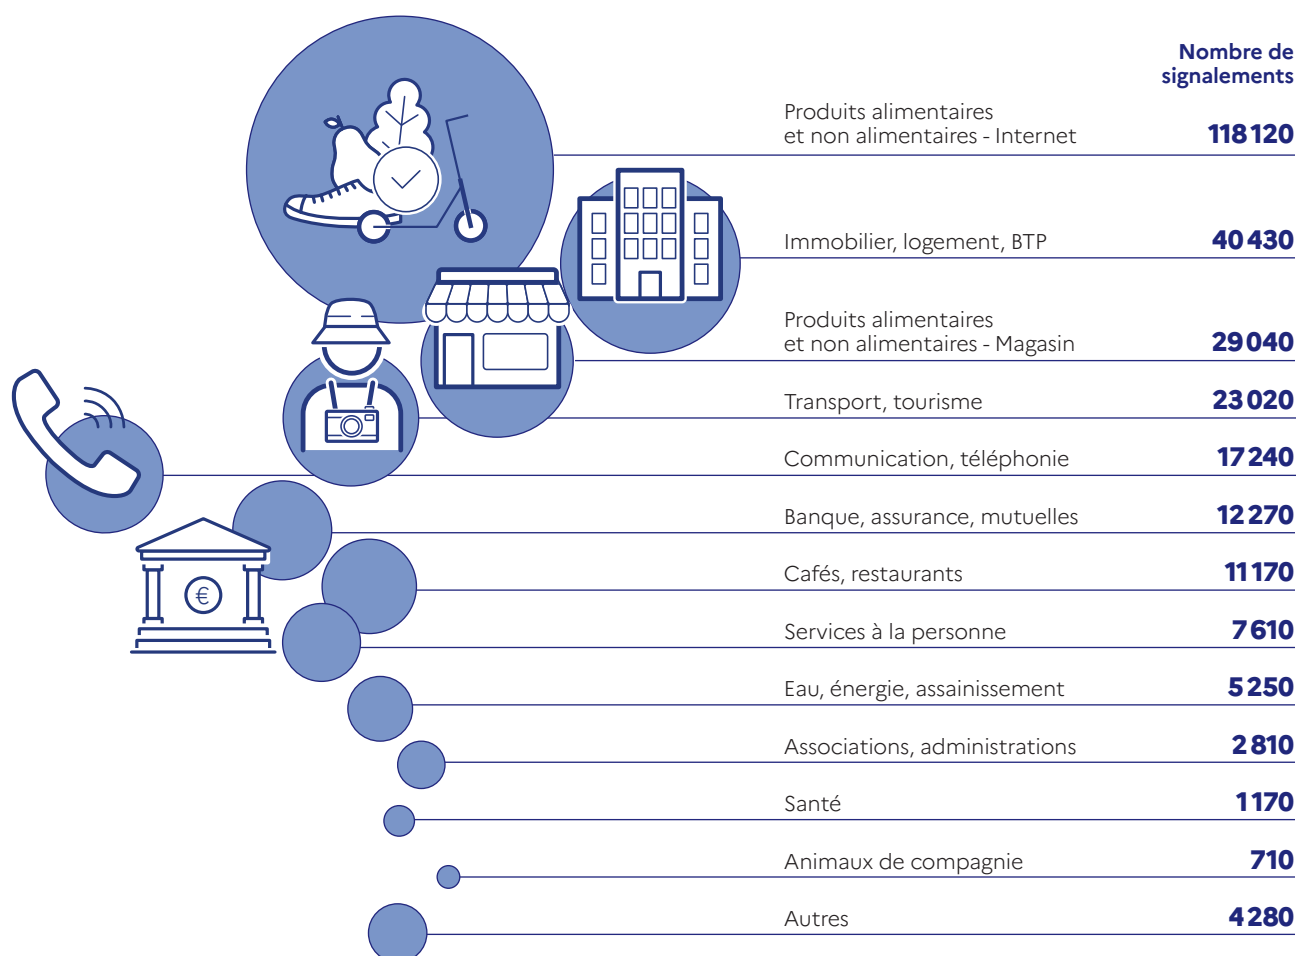 Nombre de
signalements
Produits alimentaires
et non alimentaires - Internet 118 120
Immobilier, logement, BTP 40 430
Produits alimentaires
et non alimentaires - Magasin 29 040
Transport, tourisme 23 020
Communication, téléphonie 17 240
Banque, assurance, mutuelles 12 270
Cafés, restaurants 11 170
€
Services à la personne 7 610
Eau, énergie, assainissement 5 250
Associations, administrations 2 810
Santé 1 170
Animaux de compagnie 710
Autres 4 280